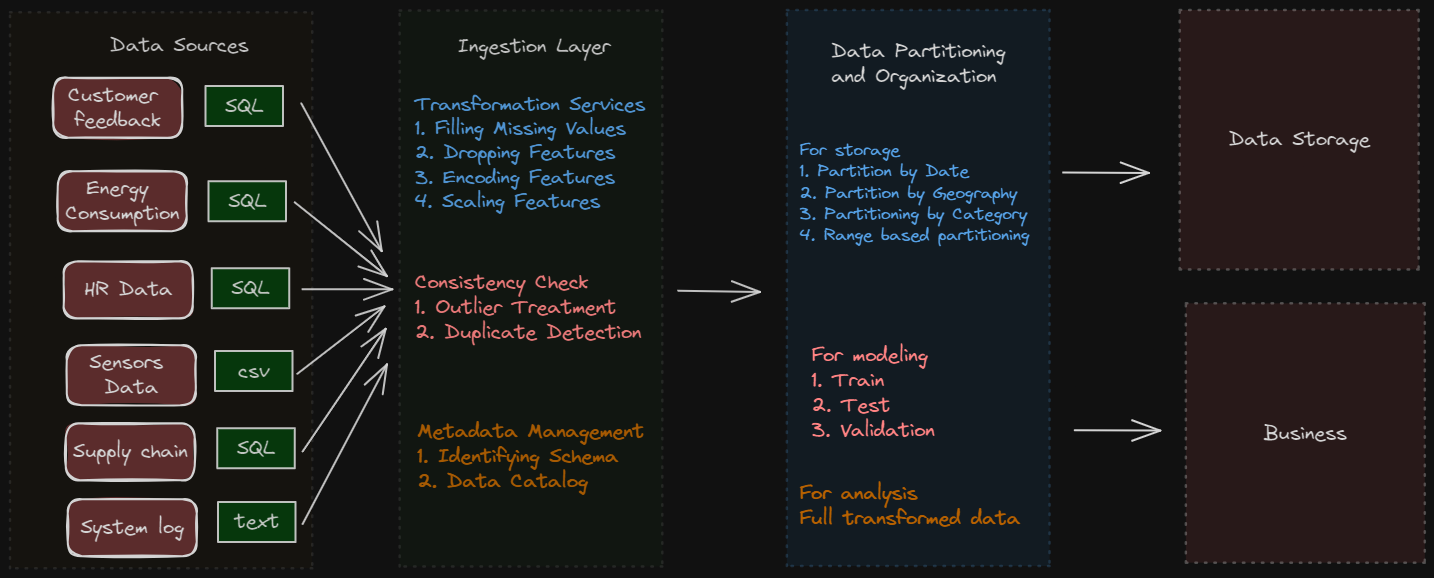 Data Sources
Customer
feedback
SQL
Energy
Consumption
SQL
HR Data
SQL
Sensors
Data
csv
Supply chain
SQL
System log
text
Ingestion Layer
Transformation Services
1. Filling Missing Values
2. Dropping Features
3. Encoding Features
4. Scaling Features
Consistency Check
1. Outlier Treatment
2. Duplicate Detection
Metadata Management
1. Identifying Schema
2. Data Catalog
Data Partitioning
and Organization
For storage
1. Partition by Date
2. Partition by Geography
3. Partitioning by Category
4. Range based partitioning
For modeling
1. Train
2. Test
3. Validation
For analysis
Full transformed data
Data Storage
Business